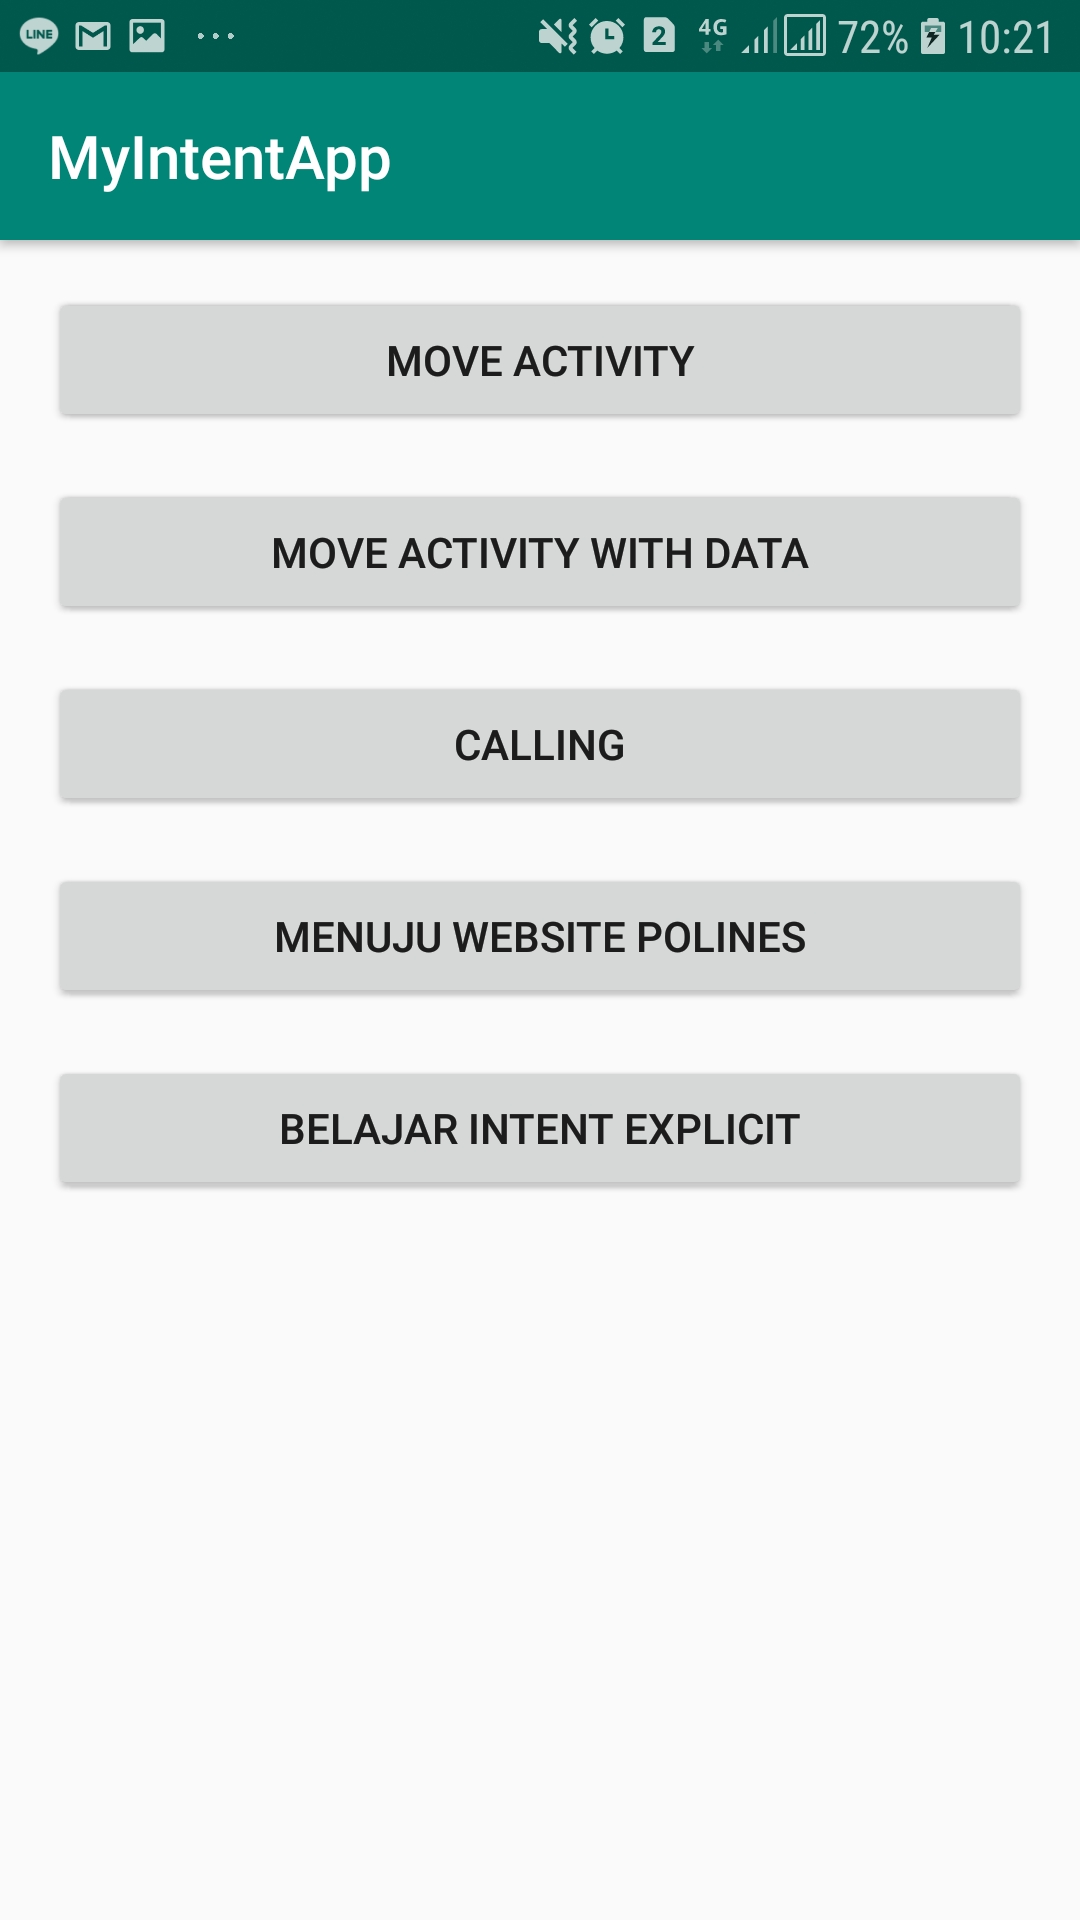 LINE 2 4G 72% 10:21
MyIntentApp
MOVE ACTIVITY
MOVE ACTIVITY WITH DATA
CALLING
MENUJU WEBSITE POLINES
BELAJAR INTENT EXPLICIT